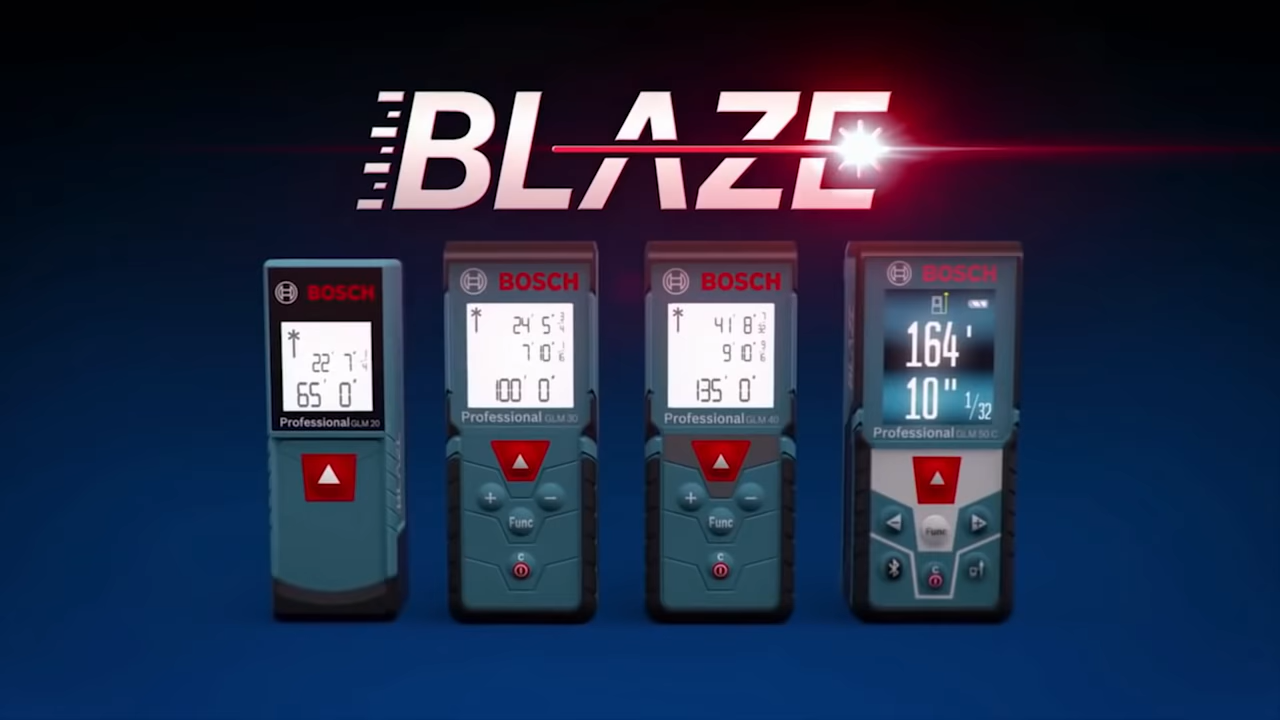 BLAZE
BOSCH
22' 7" 1/4
65' 0"
Professional GLM 20
BLAZE
BOSCH
24' 5" 3/4
7' 10" 1/16
100' 0"
Professional GLM 30
+ −
Func
C
BOSCH
41' 8" 7/32
9' 10" 9/16
135' 0"
Professional GLM 40
+ −
Func
C
BOSCH
164'
10" 1/32
Professional GLM 50 C
Func
C